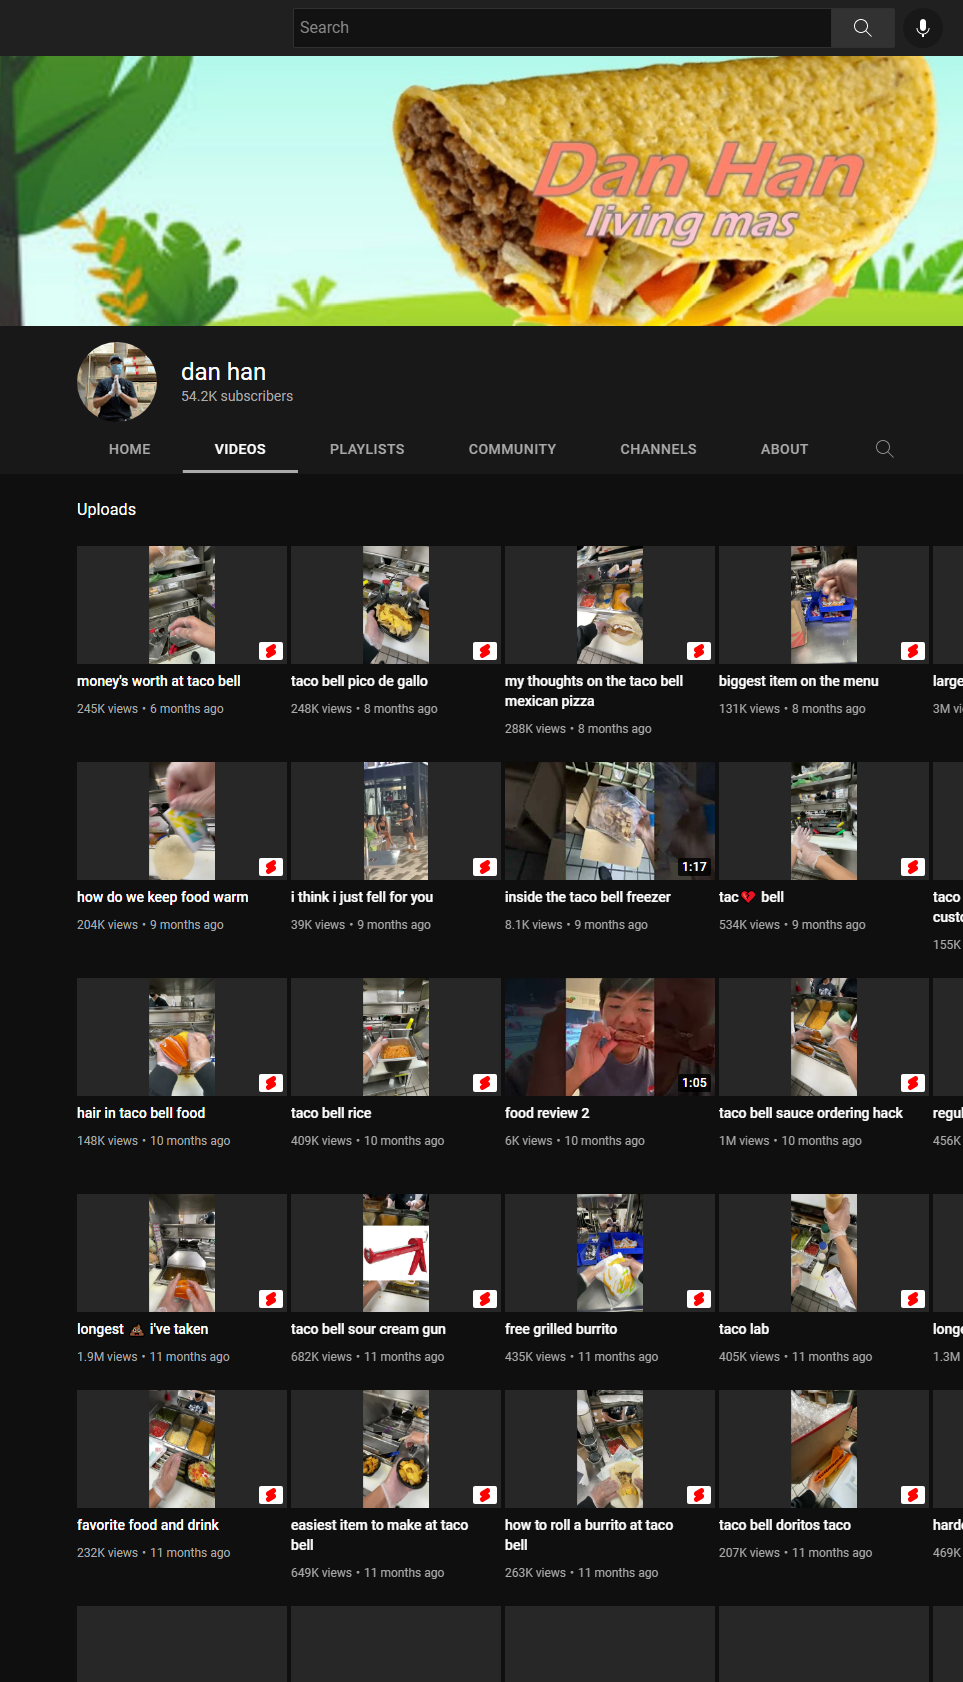 Search
Dan Han
living mas
dan han
54.2K subscribers
HOME VIDEOS PLAYLISTS COMMUNITY CHANNELS ABOUT
Uploads
money's worth at taco bell
245K views • 6 months ago
taco bell pico de gallo
248K views • 8 months ago
my thoughts on the taco bell
mexican pizza
288K views • 8 months ago
biggest item on the menu
131K views • 8 months ago
large
3M vi
how do we keep food warm
204K views • 9 months ago
i think i just fell for you
39K views • 9 months ago
1:17
inside the taco bell freezer
8.1K views • 9 months ago
tac💔 bell
534K views • 9 months ago
taco
custo
155K
hair in taco bell food
148K views • 10 months ago
taco bell rice
409K views • 10 months ago
1:05
food review 2
6K views • 10 months ago
taco bell sauce ordering hack
1M views • 10 months ago
regul
456K
longest 💩 i've taken
1.9M views • 11 months ago
taco bell sour cream gun
682K views • 11 months ago
free grilled burrito
435K views • 11 months ago
taco lab
405K views • 11 months ago
longe
1.3M
favorite food and drink
232K views • 11 months ago
easiest item to make at taco
bell
649K views • 11 months ago
how to roll a burrito at taco
bell
263K views • 11 months ago
taco bell doritos taco
207K views • 11 months ago
hard
469K